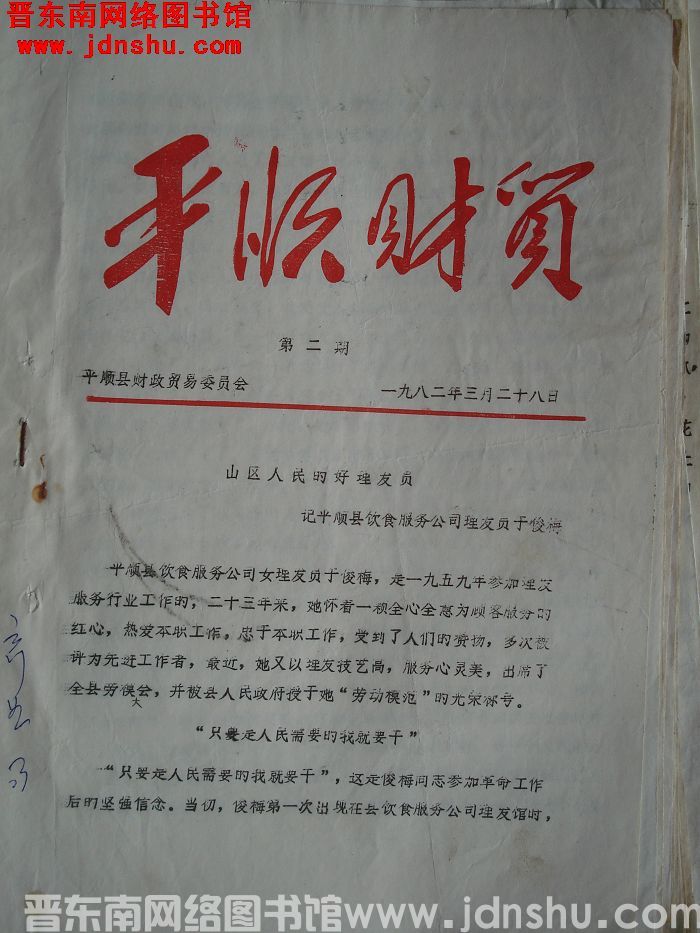 晋东南网络图书馆
www.jdnshu.com
平顺财贸
第二期
平顺县财政贸易委员会 一九八二年三月二十八日
山区人民的好理发员
记平顺县饮食服务公司理发员于俊梅
平顺县饮食服务公司女理发员于俊梅，是一九五九年参加理发
服务行业工作的，二十三年来，她怀着一颗全心全意为顾客服务的
红心，热爱本职工作，忠于本职工作，受到了人们的赞扬，多次被
评为先进工作者，最近，她又以理发技艺高，服务心灵美，出席了
全县劳模大会，并被县人民政府授于她“劳动模范”的光荣称号。
“只要是人民需要的我就要干”
“只要是人民需要的我就要干”，这是俊梅同志参加革命工作
后的坚强信念。当初，俊梅第一次出现在县饮食服务公司理发馆时，
晋东南网络图书馆www.jdnshu.com